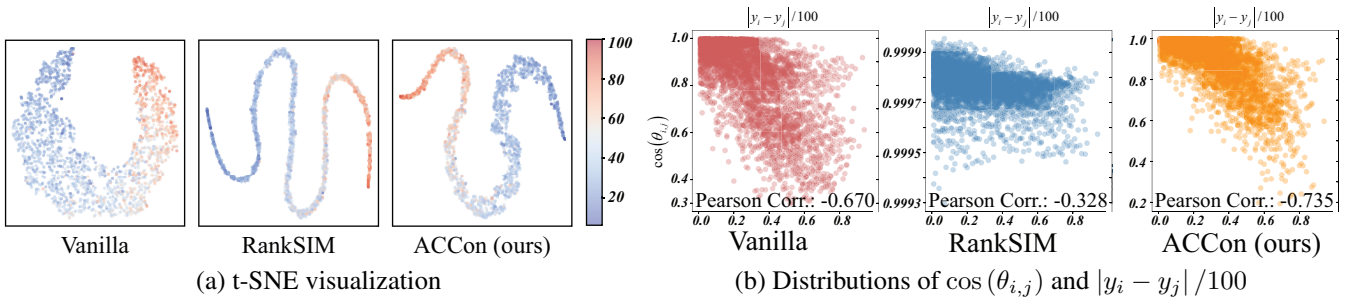 100
80
60
40
20
Vanilla
RankSIM
ACCon (ours)
(a) t-SNE visualization
|y_i − y_j| /100
|y_i − y_j| /100
|y_i − y_j| /100
cos(θ_{i,j})
1.0
0.8
0.6
0.4
0.3
Pearson Corr.: -0.670
0.0 0.2 0.4 0.6 0.8
Vanilla
0.9999
0.9997
0.9995
0.9993
Pearson Corr.: -0.328
0.0 0.2 0.4 0.6 0.8
RankSIM
1.0
0.8
0.6
0.4
0.2
Pearson Corr.: -0.735
0.0 0.2 0.4 0.6 0.8
ACCon (ours)
(b) Distributions of cos (θ_{i,j}) and |y_i − y_j| /100